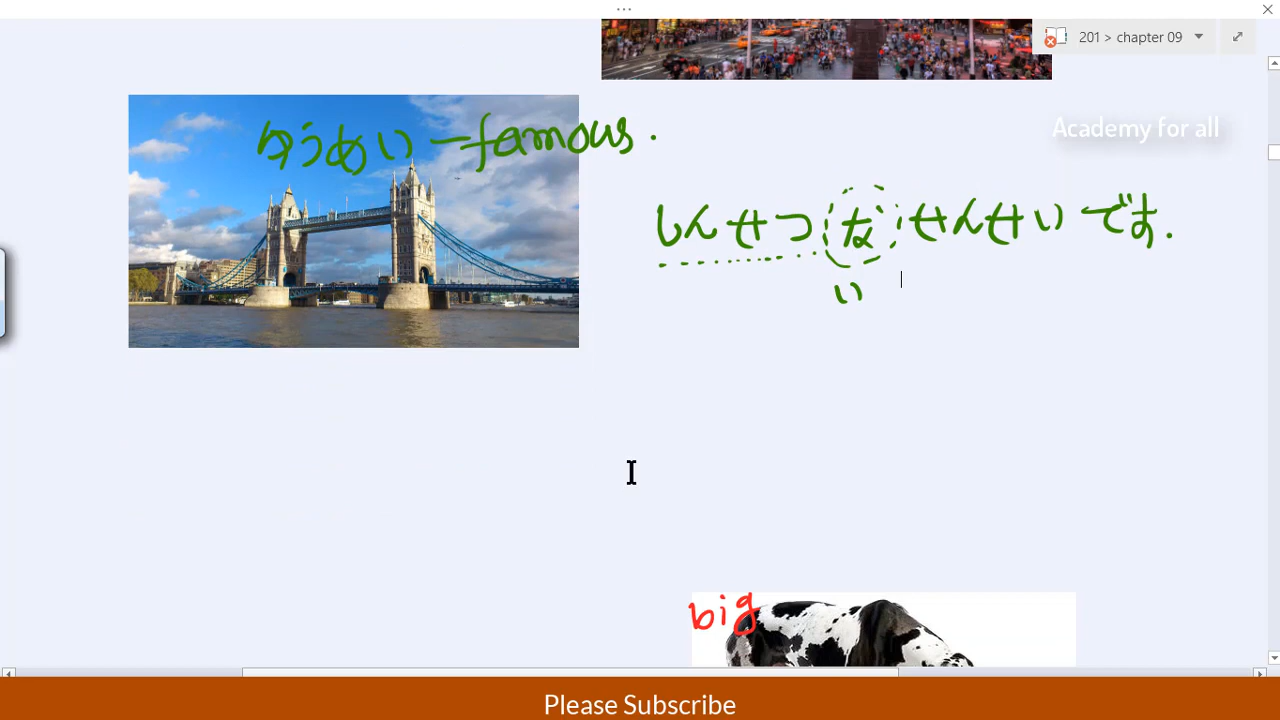 201 > chapter 09
Academy for all
ゆうめい — famous.
しんせつなせんせいです.
い
big
Please Subscribe